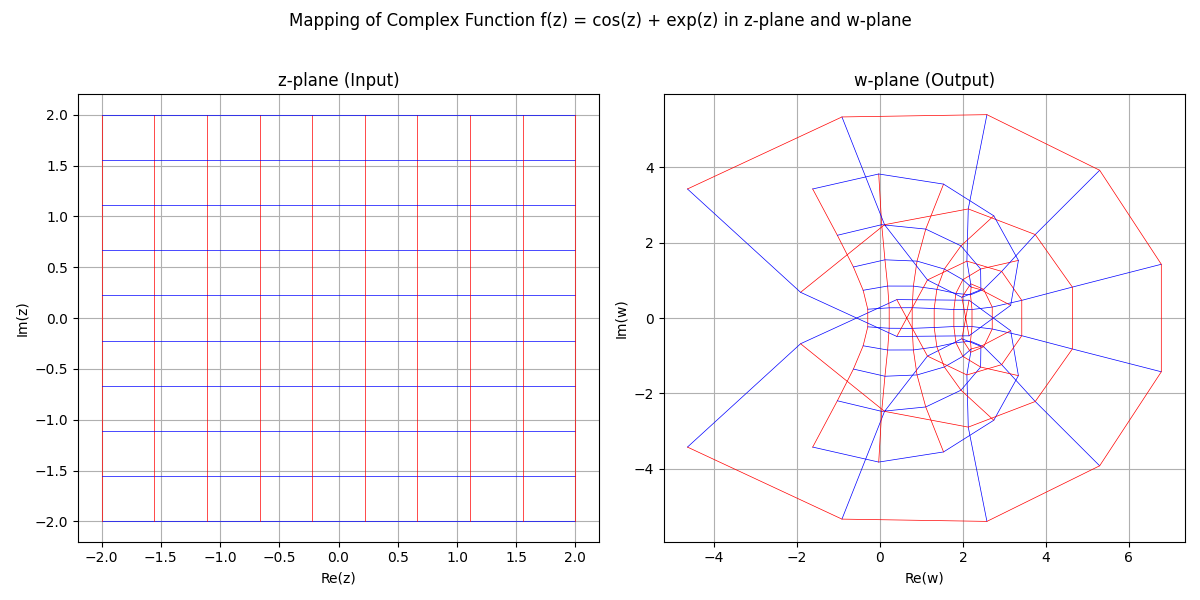 Mapping of Complex Function f(z) = cos(z) + exp(z) in z-plane and w-plane
z-plane (Input)
2.0
1.5
1.0
0.5
0.0
−0.5
−1.0
−1.5
−2.0
Im(z)
−2.0 −1.5 −1.0 −0.5 0.0 0.5 1.0 1.5 2.0
Re(z)
w-plane (Output)
4
2
0
−2
−4
Im(w)
−4 −2 0 2 4 6
Re(w)